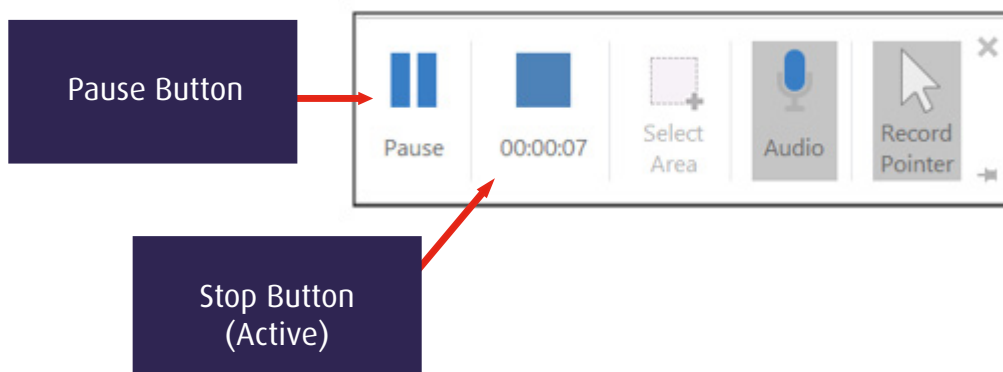 Pause Button
Pause
00:00:07
Select
Area
Audio
Record
Pointer
Stop Button
(Active)